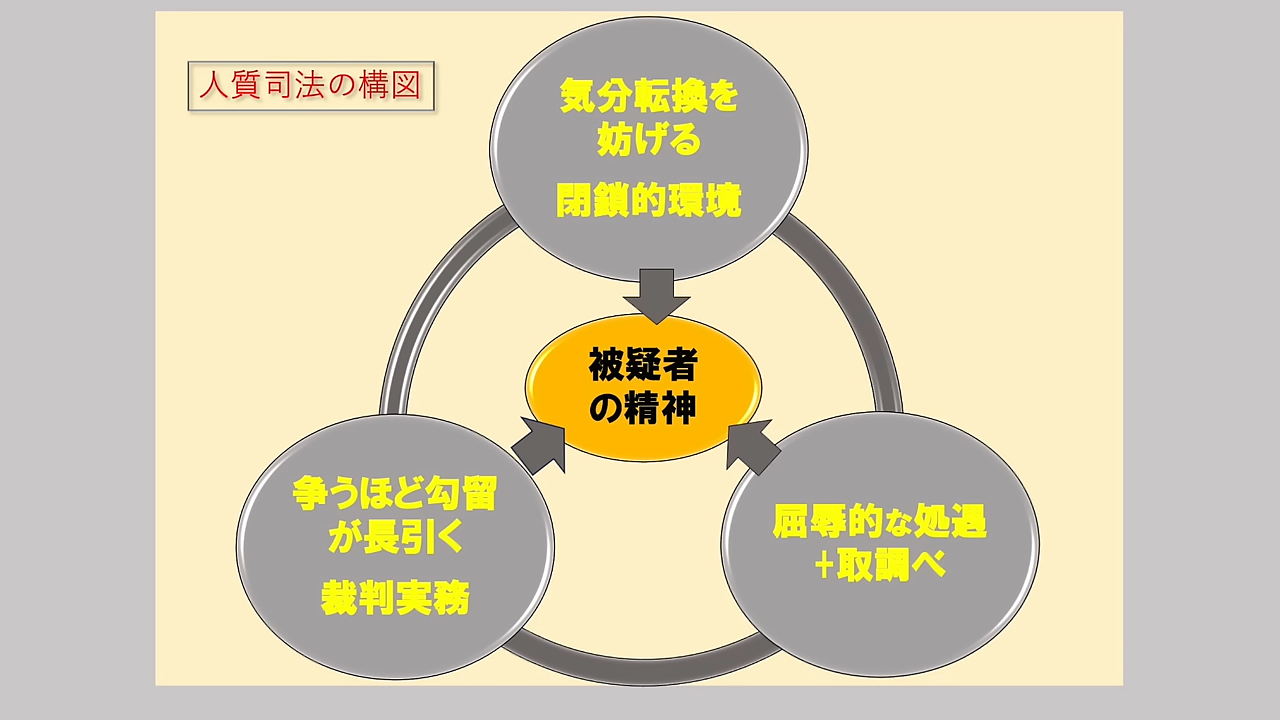 人質司法の構図
気分転換を
妨げる
閉鎖的環境
被疑者
の精神
争うほど勾留
が長引く
裁判実務
屈辱的な処遇
+取調べ